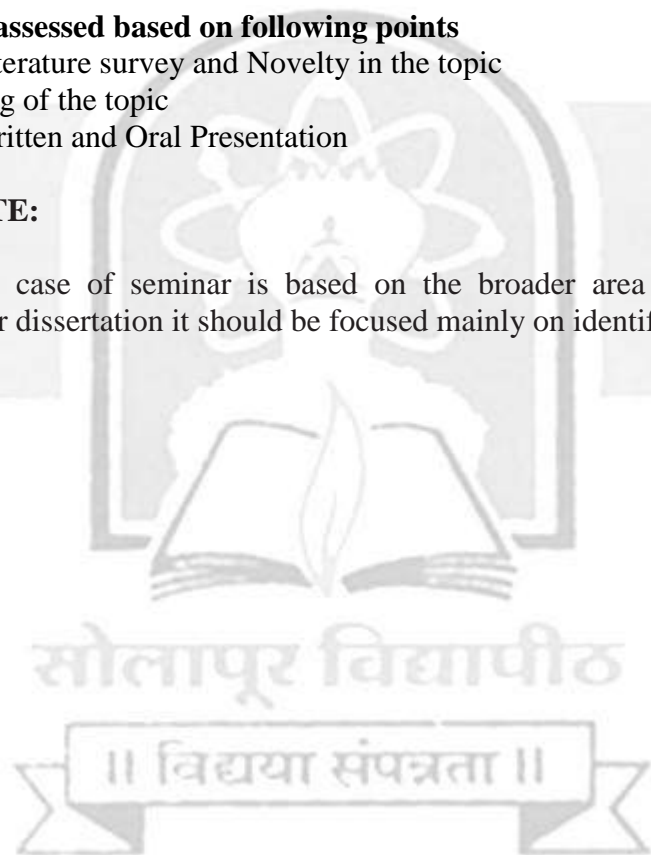 assessed based on following points
terature survey and Novelty in the topic
g of the topic
ritten and Oral Presentation
TE:
case of seminar is based on the broader area
r dissertation it should be focused mainly on identif
सोलापूर विद्यापीठ
॥ विद्यया संपन्नता ॥